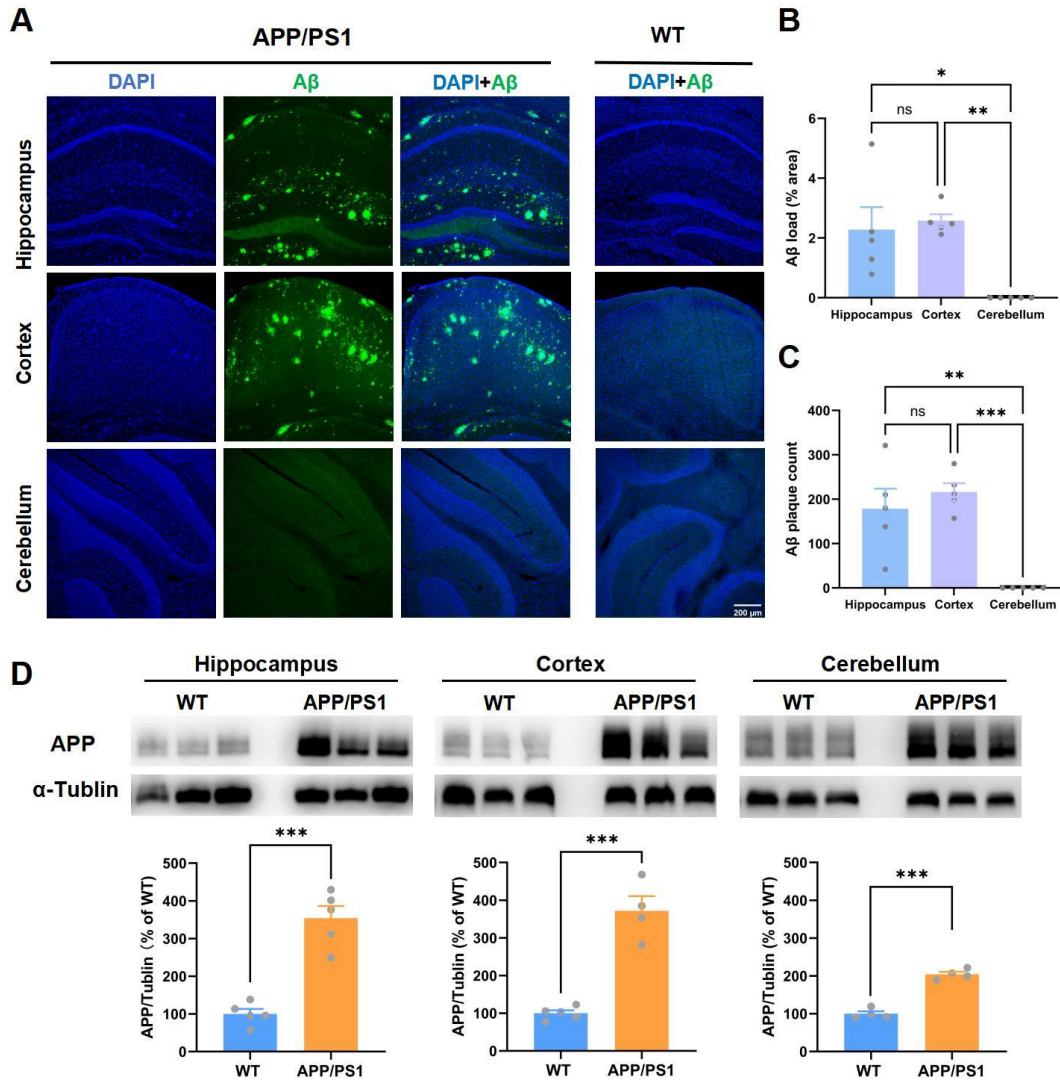 A
APP/PS1
WT
DAPI
Aβ
DAPI+Aβ
DAPI+Aβ
Hippocampus
Cortex
Cerebellum
200 μm
B
*
ns
**
Aβ load (% area)
6
4
2
0
Hippocampus
Cortex
Cerebellum
C
**
ns
***
Aβ plaque count
400
300
200
100
0
Hippocampus
Cortex
Cerebellum
D
Hippocampus
Cortex
Cerebellum
WT
APP/PS1
WT
APP/PS1
WT
APP/PS1
APP
α-Tublin
***
APP/Tublin (% of WT)
500
400
300
200
100
0
WT
APP/PS1
***
APP/Tublin (% of WT)
500
400
300
200
100
0
WT
APP/PS1
***
APP/Tublin (% of WT)
500
400
300
200
100
0
WT
APP/PS1